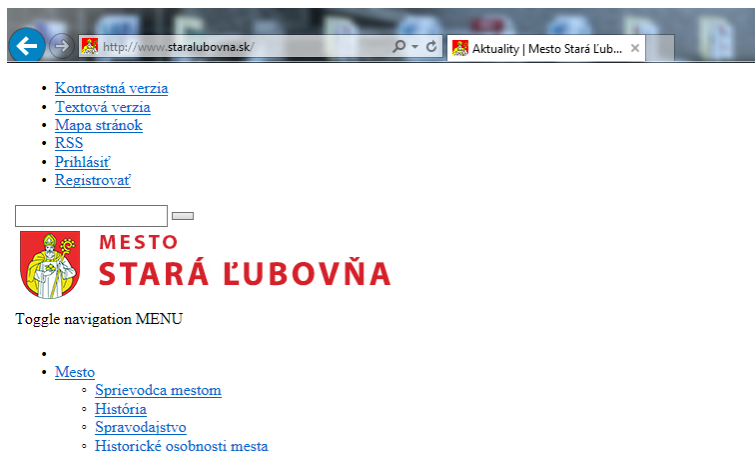 http://www.staralubovna.sk/
Aktuality | Mesto Stará Ľub...
Kontrastná verzia
Textová verzia
Mapa stránok
RSS
Prihlásiť
Registrovať
MESTO
STARÁ ĽUBOVŇA
Toggle navigation MENU
Mesto
Sprievodca mestom
História
Spravodajstvo
Historické osobnosti mesta